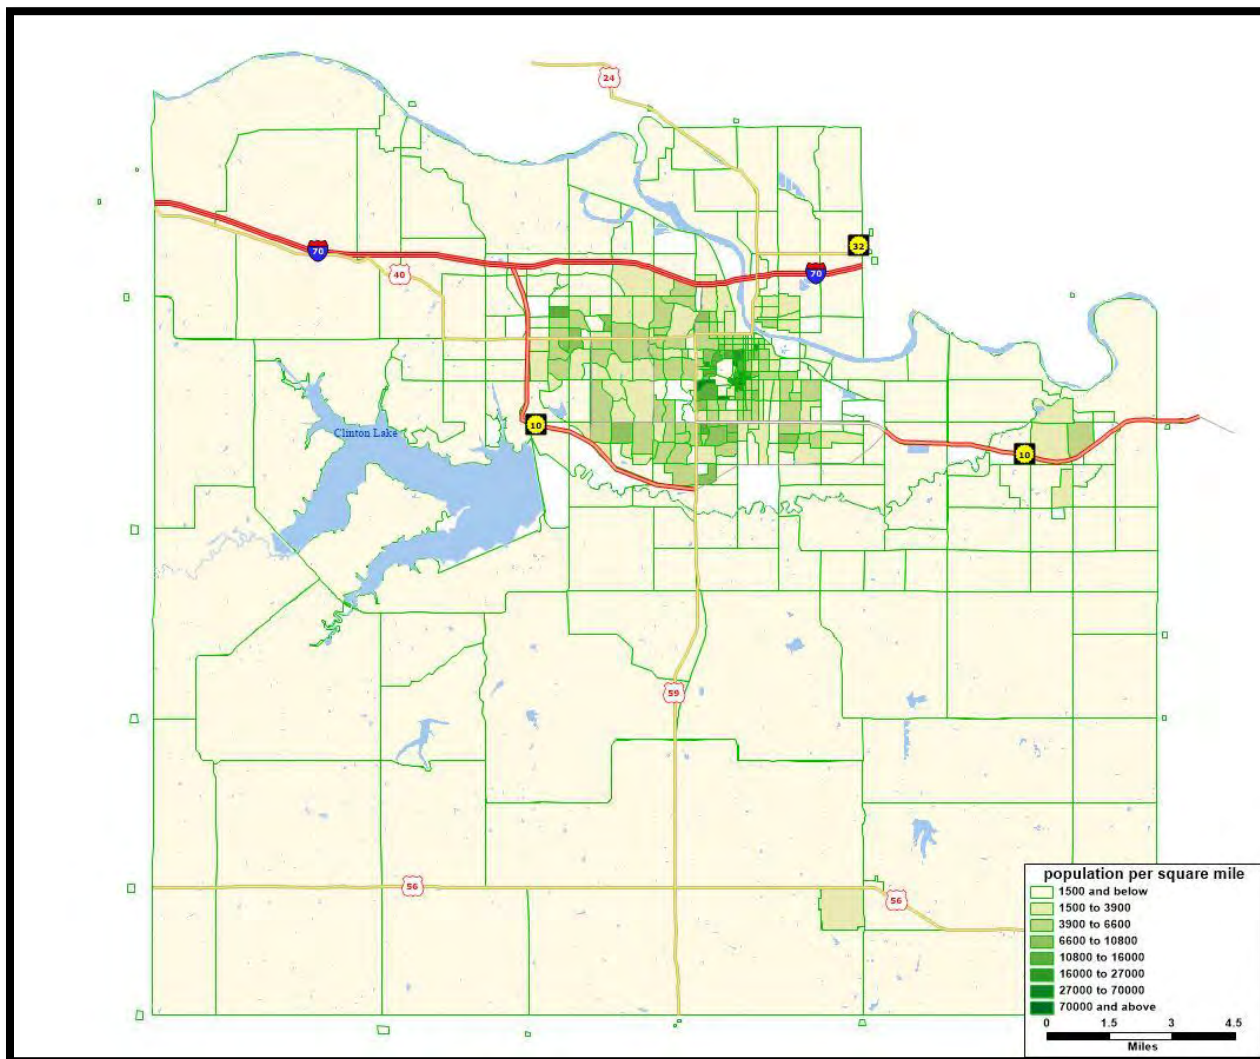 24
32
70
70
40
10
Clinton Lake
10
59
56
56
population per square mile
1500 and below
1500 to 3900
3900 to 6600
6600 to 10800
10800 to 16000
16000 to 27000
27000 to 70000
70000 and above
0 1.5 3 4.5
Miles